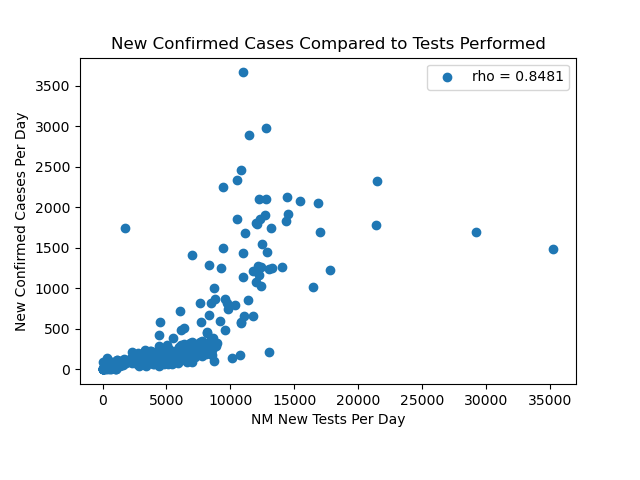 New Confirmed Cases Compared to Tests Performed
rho = 0.8481
New Confirmed Caeses Per Day
3500
3000
2500
2000
1500
1000
500
0
0 5000 10000 15000 20000 25000 30000 35000
NM New Tests Per Day